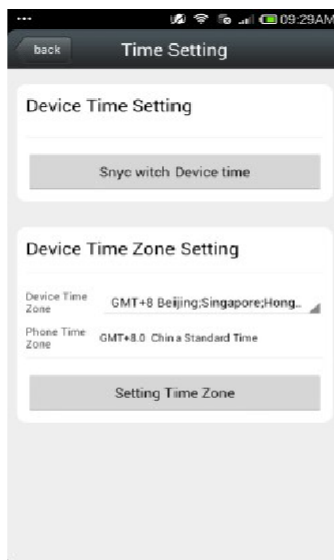 ... 09:29AM
back Time Setting
Device Time Setting
Snyc witch Device time
Device Time Zone Setting
Device Time
Zone
GMT+8 Beijing;Singapore;Hong..
Phone Time
Zone
GMT+8.0 China Standard Time
Setting Time Zone